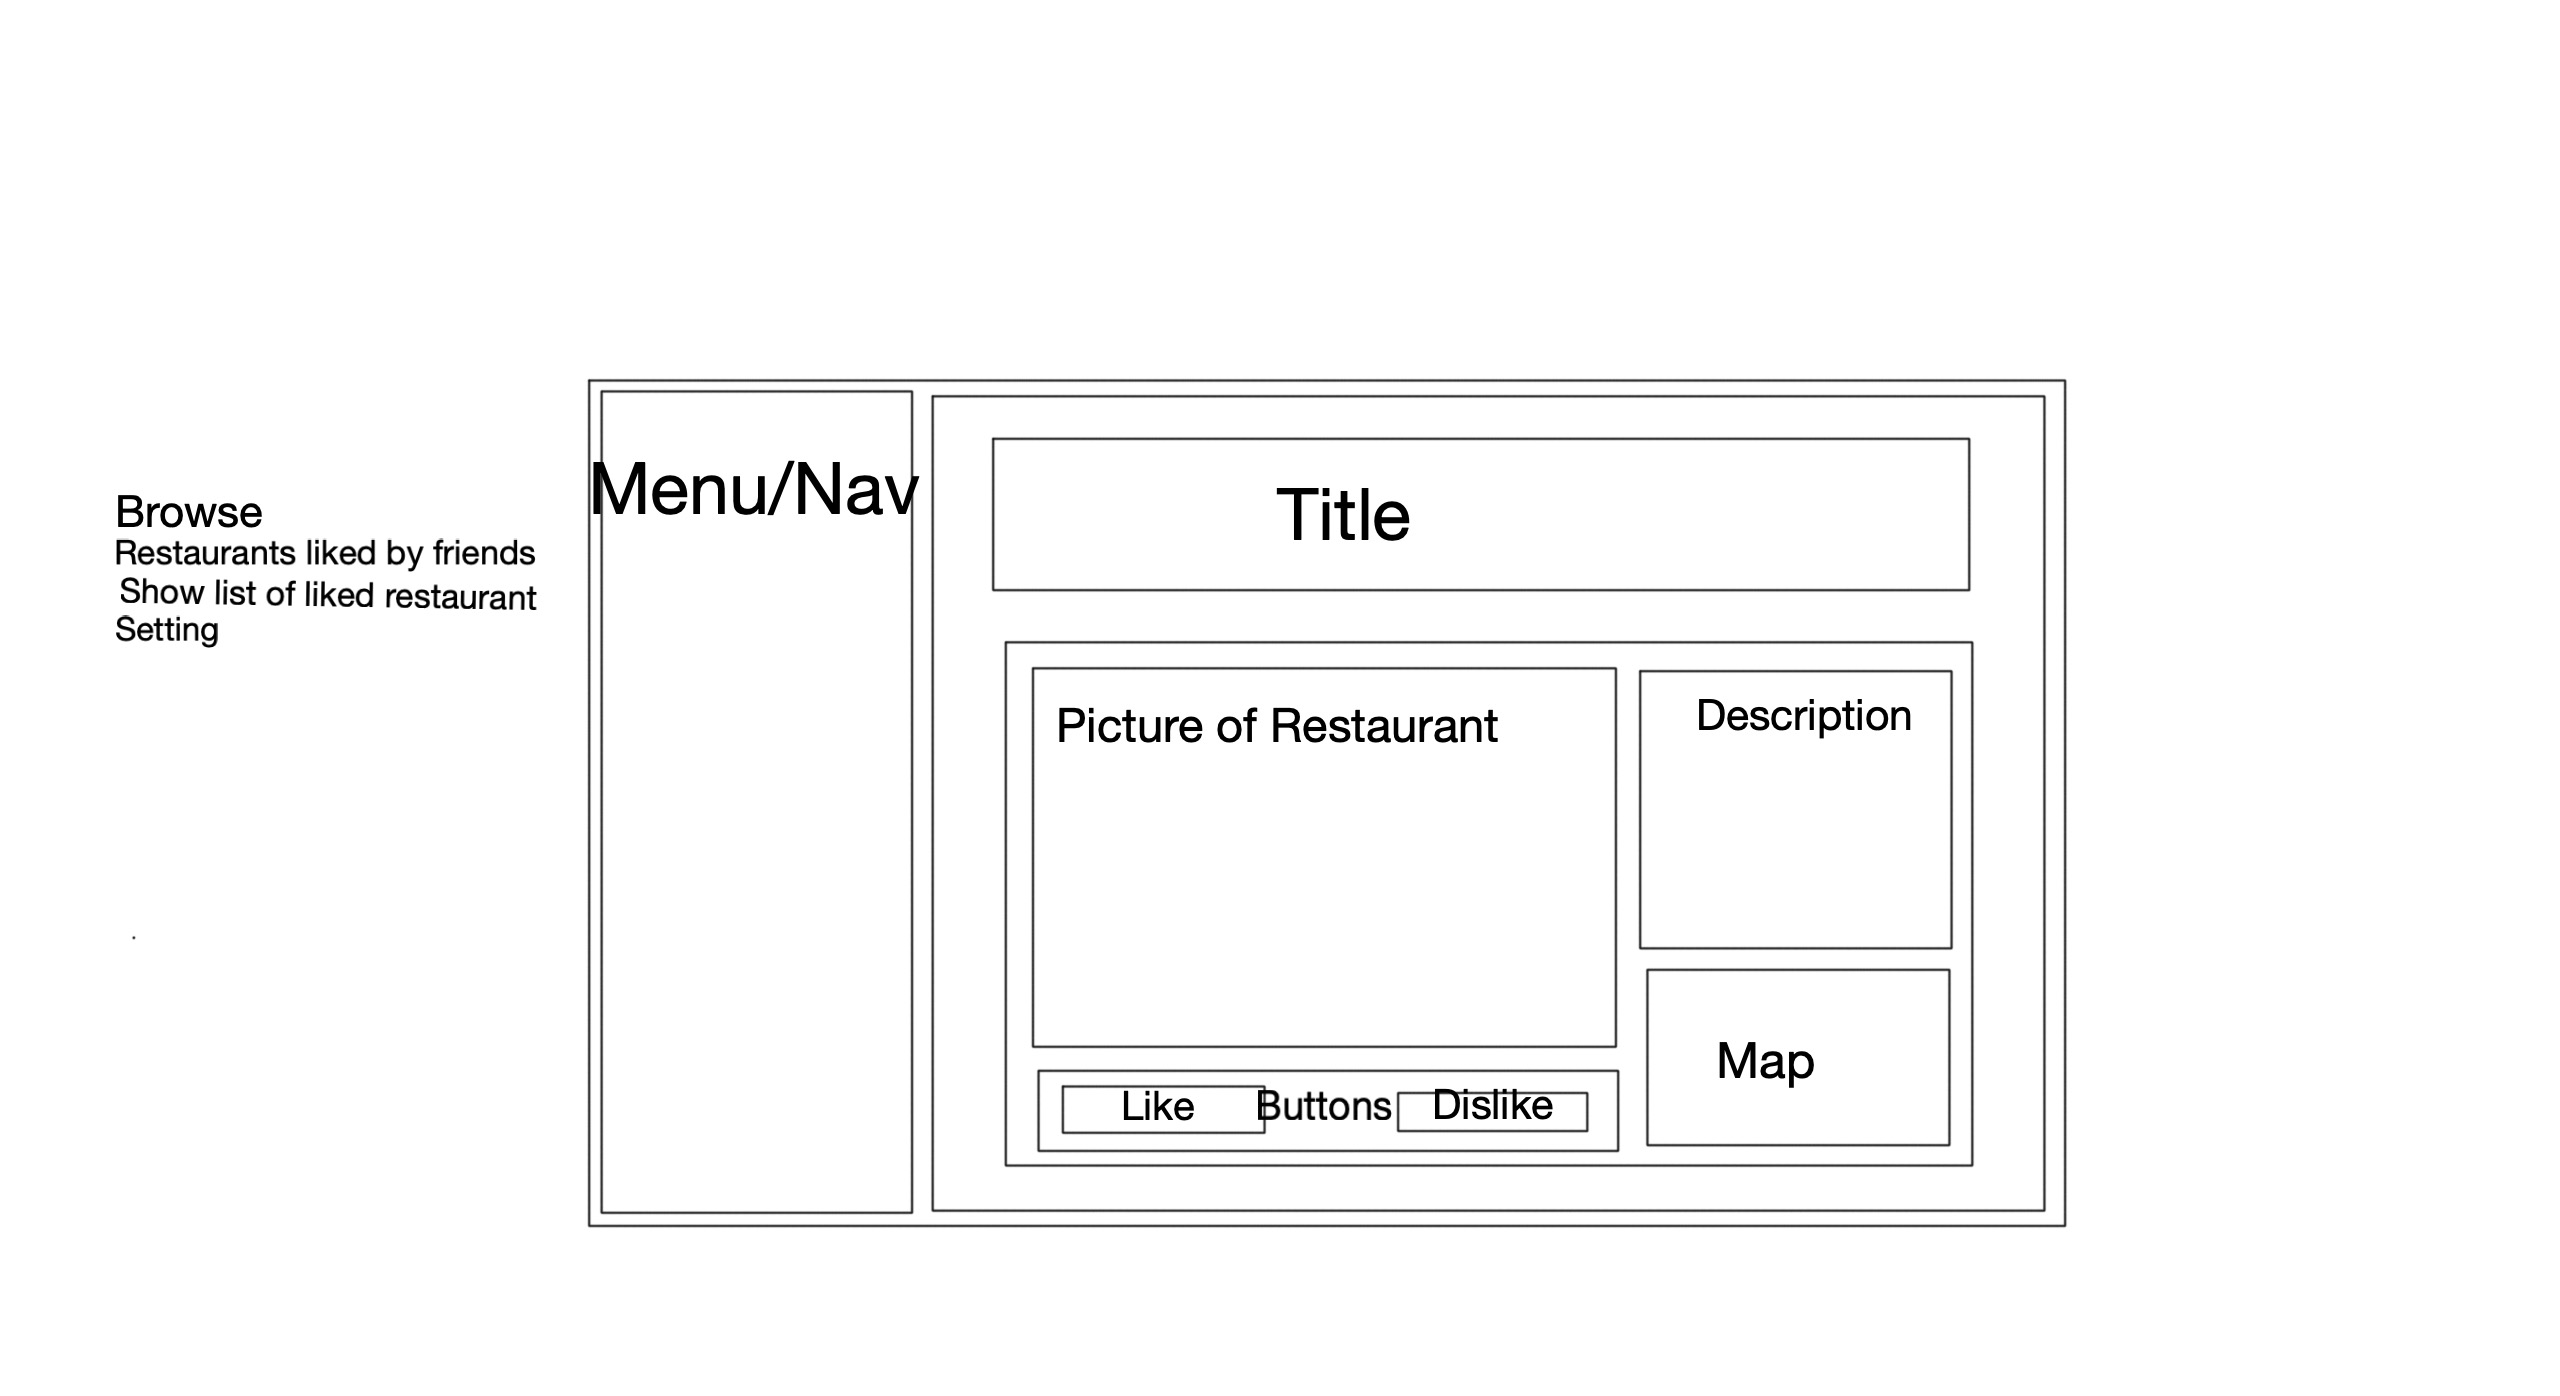 Browse
Restaurants liked by friends
Show list of liked restaurant
Setting
Menu/Nav
Title
Picture of Restaurant
Description
Like
Buttons
Dislike
Map